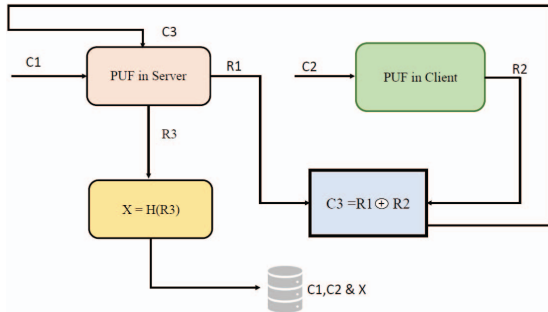 C3
C1
PUF in Server
R1
C2
PUF in Client
R2
R3
X = H(R3)
C3 =R1 ⊕ R2
C1,C2 & X